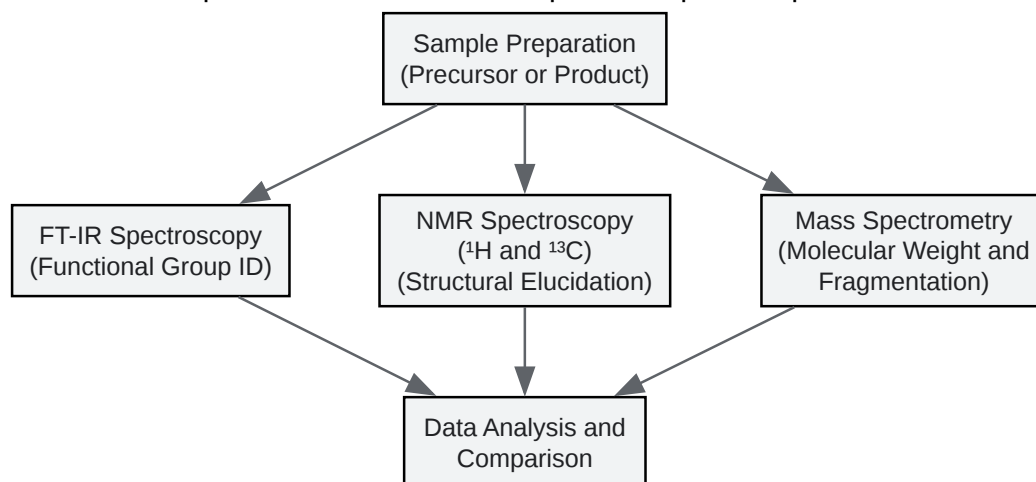 Sample Preparation
(Precursor or Product)
FT-IR Spectroscopy
(Functional Group ID)
NMR Spectroscopy
(¹H and ¹³C)
(Structural Elucidation)
Mass Spectrometry
(Molecular Weight and
Fragmentation)
Data Analysis and
Comparison